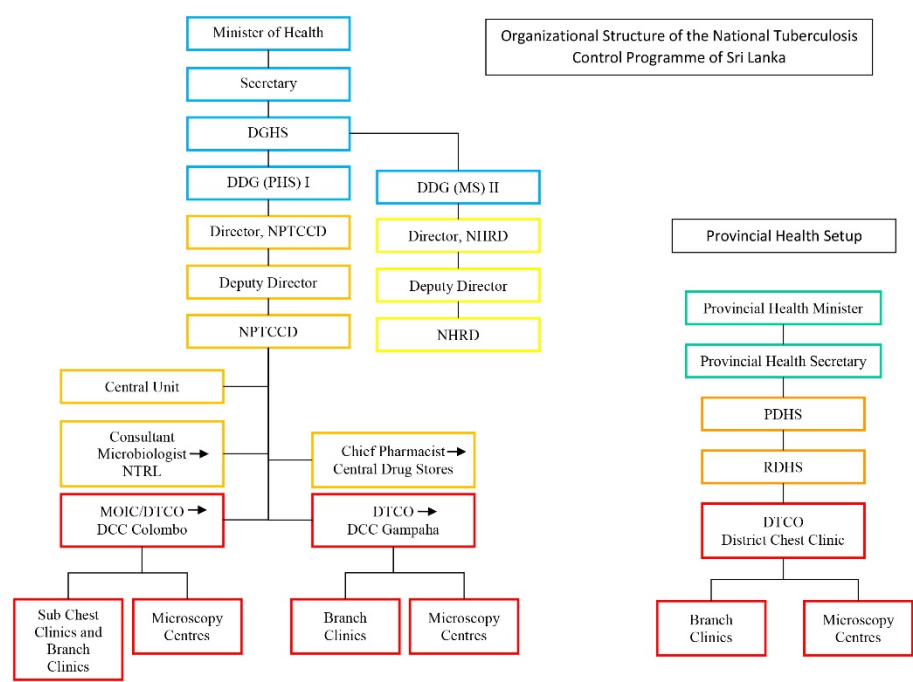 Minister of Health
Organizational Structure of the National Tuberculosis
Control Programme of Sri Lanka
Secretary
DGHS
DDG (PHS) I
DDG (MS) II
Director, NPTCCD
Director, NHRD
Provincial Health Setup
Deputy Director
Deputy Director
NPTCCD
NHRD
Provincial Health Minister
Provincial Health Secretary
Central Unit
PDHS
Consultant
Microbiologist →
NTRL
Chief Pharmacist →
Central Drug Stores
RDHS
MOIC/DTCO →
DCC Colombo
DTCO →
DCC Gampaha
DTCO
District Chest Clinic
Sub Chest
Clinics and
Branch
Clinics
Microscopy
Centres
Branch
Clinics
Microscopy
Centres
Branch
Clinics
Microscopy
Centres